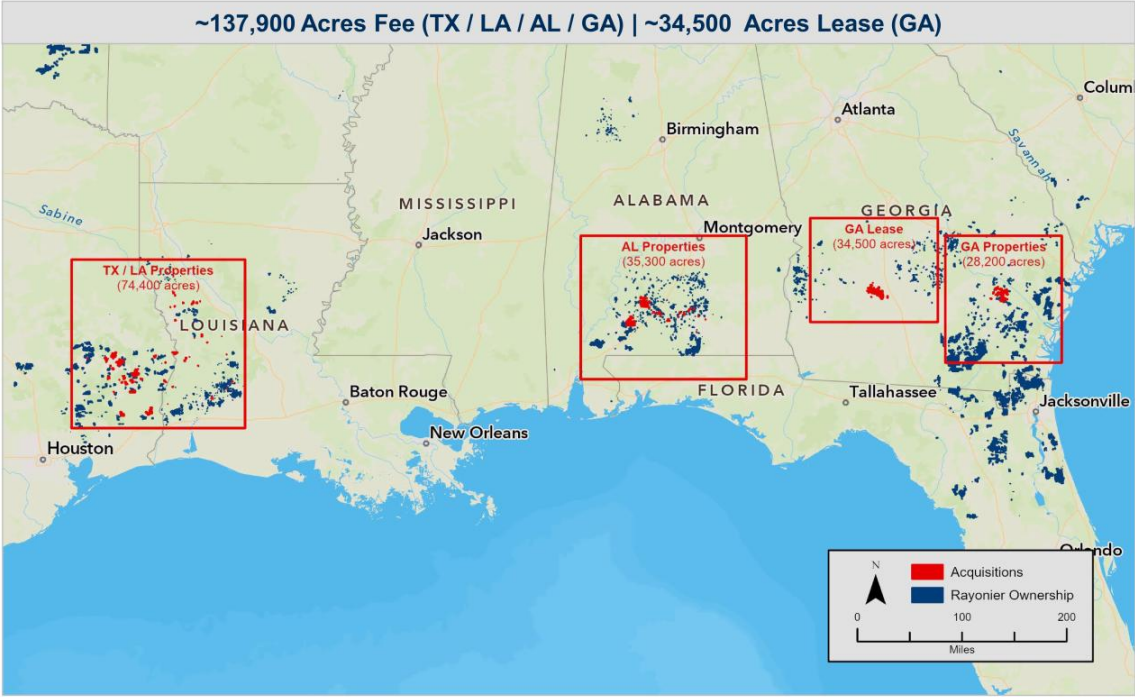 ~137,900 Acres Fee (TX / LA / AL / GA) | ~34,500 Acres Lease (GA)
Colum
Atlanta
Birmingham
Savannah
MISSISSIPPI
ALABAMA
GEORGIA
Sabine
Jackson
Montgomery
GA Lease
(34,500 acres)
AL Properties
(35,300 acres)
GA Properties
(28,200 acres)
TX / LA Properties
(74,400 acres)
LOUISIANA
Baton Rouge
FLORIDA
Tallahassee
Jacksonville
New Orleans
Houston
Orlando
N
Acquisitions
Rayonier Ownership
0 100 200
Miles